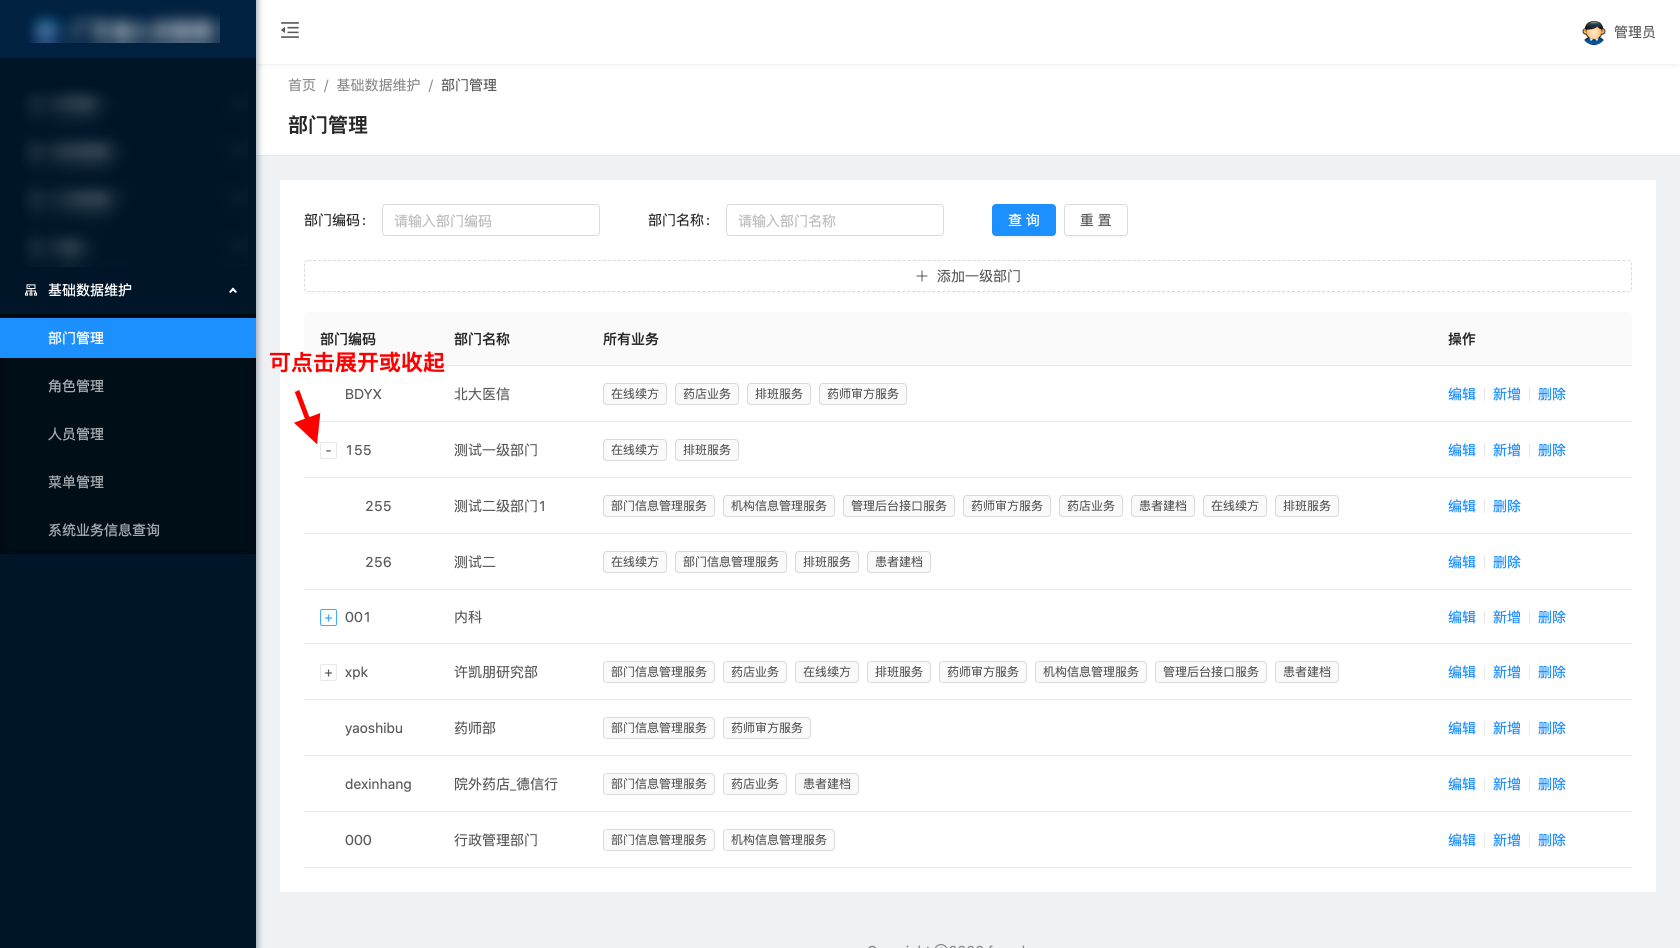 管理员
首页 / 基础数据维护 / 部门管理
部门管理
基础数据维护
部门管理
角色管理
人员管理
菜单管理
系统业务信息查询
部门编码： 请输入部门编码 部门名称： 请输入部门名称 查 询 重 置
+ 添加一级部门
部门编码 部门名称 所有业务 操作
可点击展开或收起
BDYX 北大医信 在线续方 药店业务 排班服务 药师审方服务 编辑 新增 删除
- 155 测试一级部门 在线续方 排班服务 编辑 新增 删除
255 测试二级部门1 部门信息管理服务 机构信息管理服务 管理后台接口服务 药师审方服务 药店业务 患者建档 在线续方 排班服务 编辑 删除
256 测试二 在线续方 部门信息管理服务 排班服务 患者建档 编辑 删除
+ 001 内科 编辑 新增 删除
+ xpk 许凯朋研究部 部门信息管理服务 药店业务 在线续方 排班服务 药师审方服务 机构信息管理服务 管理后台接口服务 患者建档 编辑 新增 删除
yaoshibu 药师部 部门信息管理服务 药师审方服务 编辑 新增 删除
dexinhang 院外药店_德信行 部门信息管理服务 药店业务 患者建档 编辑 新增 删除
000 行政管理部门 部门信息管理服务 机构信息管理服务 编辑 新增 删除